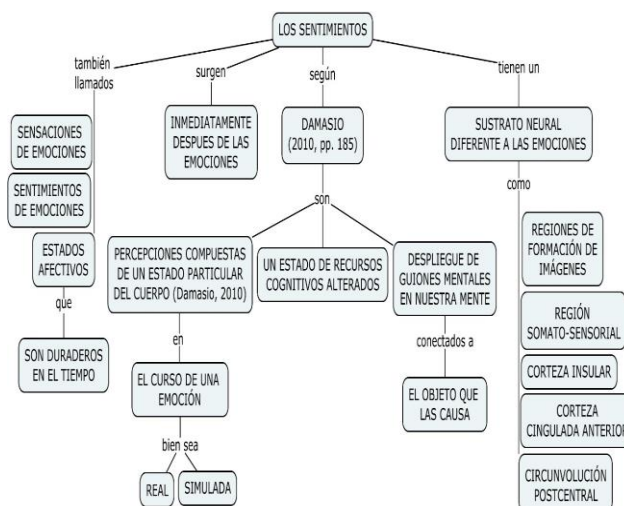 LOS SENTIMIENTOS
también
llamados
surgen
según
tienen un
SENSACIONES
DE EMOCIONES
SENTIMIENTOS
DE EMOCIONES
ESTADOS
AFECTIVOS
que
SON DURADEROS
EN EL TIEMPO
INMEDIATAMENTE
DESPUES DE LAS
EMOCIONES
DAMASIO
(2010, pp. 185)
son
PERCEPCIONES COMPUESTAS
DE UN ESTADO PARTICULAR
DEL CUERPO (Damasio, 2010)
en
EL CURSO DE UNA
EMOCIÓN
bien sea
REAL
SIMULADA
UN ESTADO DE RECURSOS
COGNITIVOS ALTERADOS
DESPLIEGUE DE
GUIONES MENTALES
EN NUESTRA MENTE
conectados a
EL OBJETO QUE
LAS CAUSA
SUSTRATO NEURAL
DIFERENTE A LAS EMOCIONES
como
REGIONES DE
FORMACIÓN DE
IMÁGENES
REGIÓN
SOMATO-SENSORIAL
CORTEZA INSULAR
CORTEZA
CINGULADA ANTERIOR
CIRCUNVOLUCIÓN
POSTCENTRAL